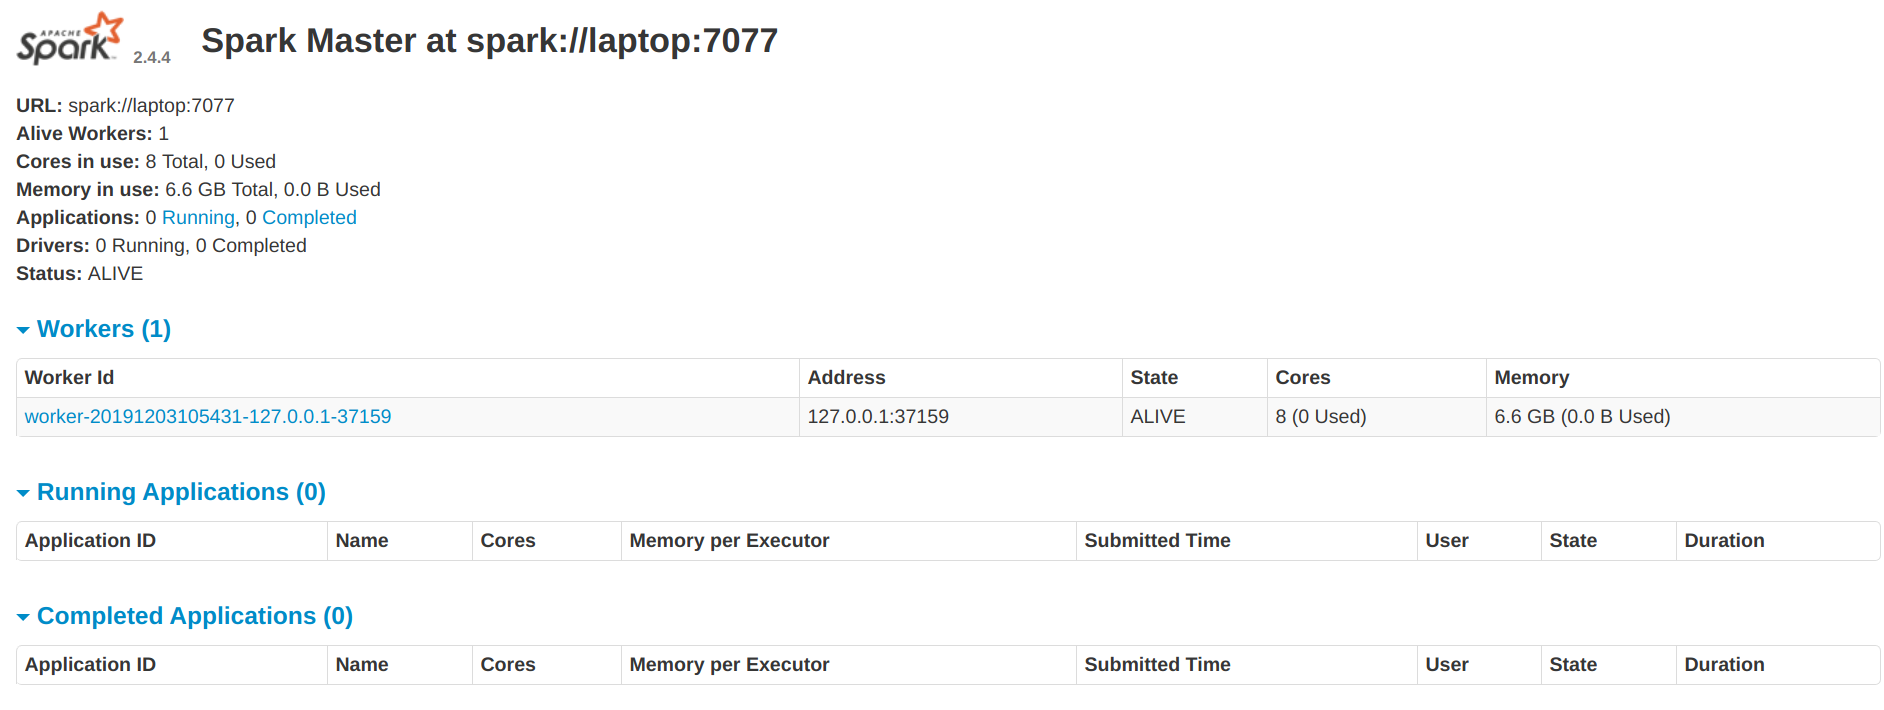 APACHE
Spark 2.4.4 Spark Master at spark://laptop:7077
URL: spark://laptop:7077
Alive Workers: 1
Cores in use: 8 Total, 0 Used
Memory in use: 6.6 GB Total, 0.0 B Used
Applications: 0 Running, 0 Completed
Drivers: 0 Running, 0 Completed
Status: ALIVE
Workers (1)
Worker Id Address State Cores Memory
worker-20191203105431-127.0.0.1-37159 127.0.0.1:37159 ALIVE 8 (0 Used) 6.6 GB (0.0 B Used)
Running Applications (0)
Application ID Name Cores Memory per Executor Submitted Time User State Duration
Completed Applications (0)
Application ID Name Cores Memory per Executor Submitted Time User State Duration